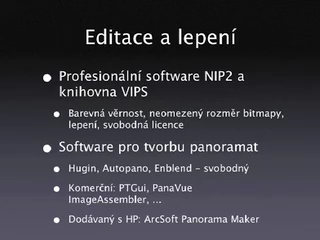 Editace a lepení
• Profesionální software NIP2 a
knihovna VIPS
• Barevná věrnost, neomezený rozměr bitmapy,
lepení, svobodná licence
• Software pro tvorbu panoramat
• Hugin, Autopano, Enblend - svobodný
• Komerční: PTGui, PanaVue
ImageAssembler, ...
• Dodávaný s HP: ArcSoft Panorama Maker